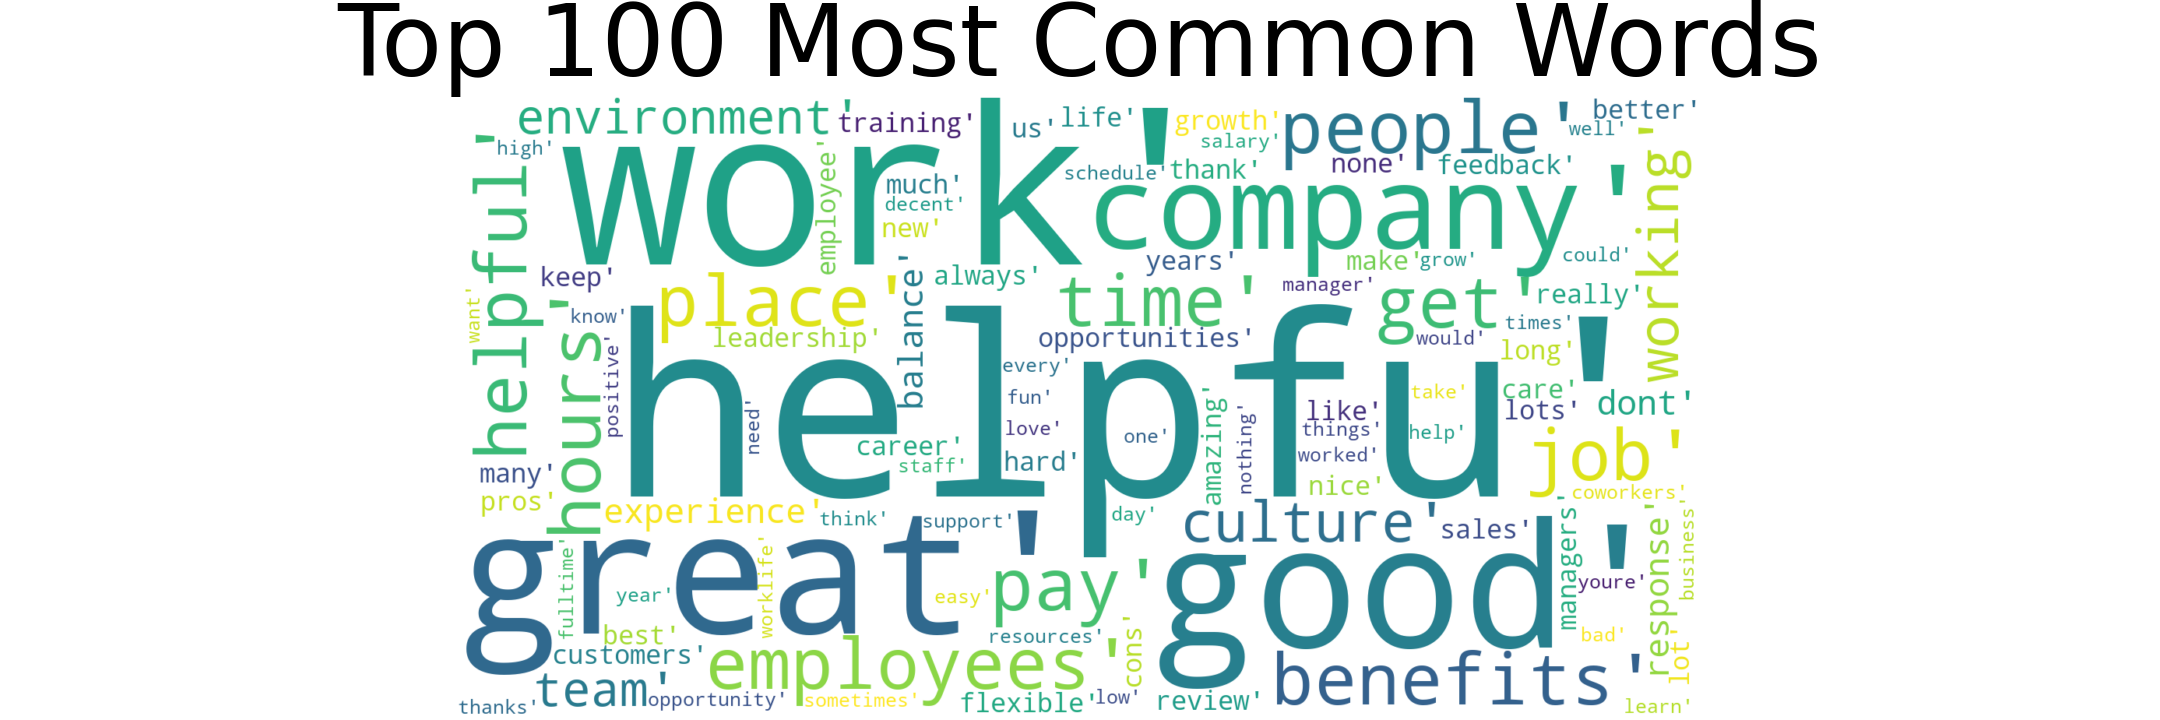 Top 100 Most Common Words
environment'
training'
us'
life'
growth'
people'
better'
well'
high'
work'
salary'
none'
feedback'
helpful'
employee'
much'
schedule'
thank'
company'
working'
decent'
new'
keep'
balance'
always'
years'
make'
grow'
could'
want'
place'
time'
manager'
get'
really'
know'
leadership'
opportunities'
would'
times'
hours'
positive'
helpfu'
every'
long'
need'
fun'
amazing'
take'
care'
love'
nothing'
like'
lots'
dont'
career'
one'
things'
help'
job'
many'
staff'
hard'
worked'
pros'
nice'
coworkers'
experience'
think'
support'
day'
culture'
sales'
managers'
response'
business'
great'
good'
fulltime'
year'
worklife'
easy'
pay'
youre'
best'
resources'
cons'
bad'
customers'
employees'
benefits'
lot'
team'
opportunity'
sometimes'
flexible'
low'
review'
thanks'
learn'